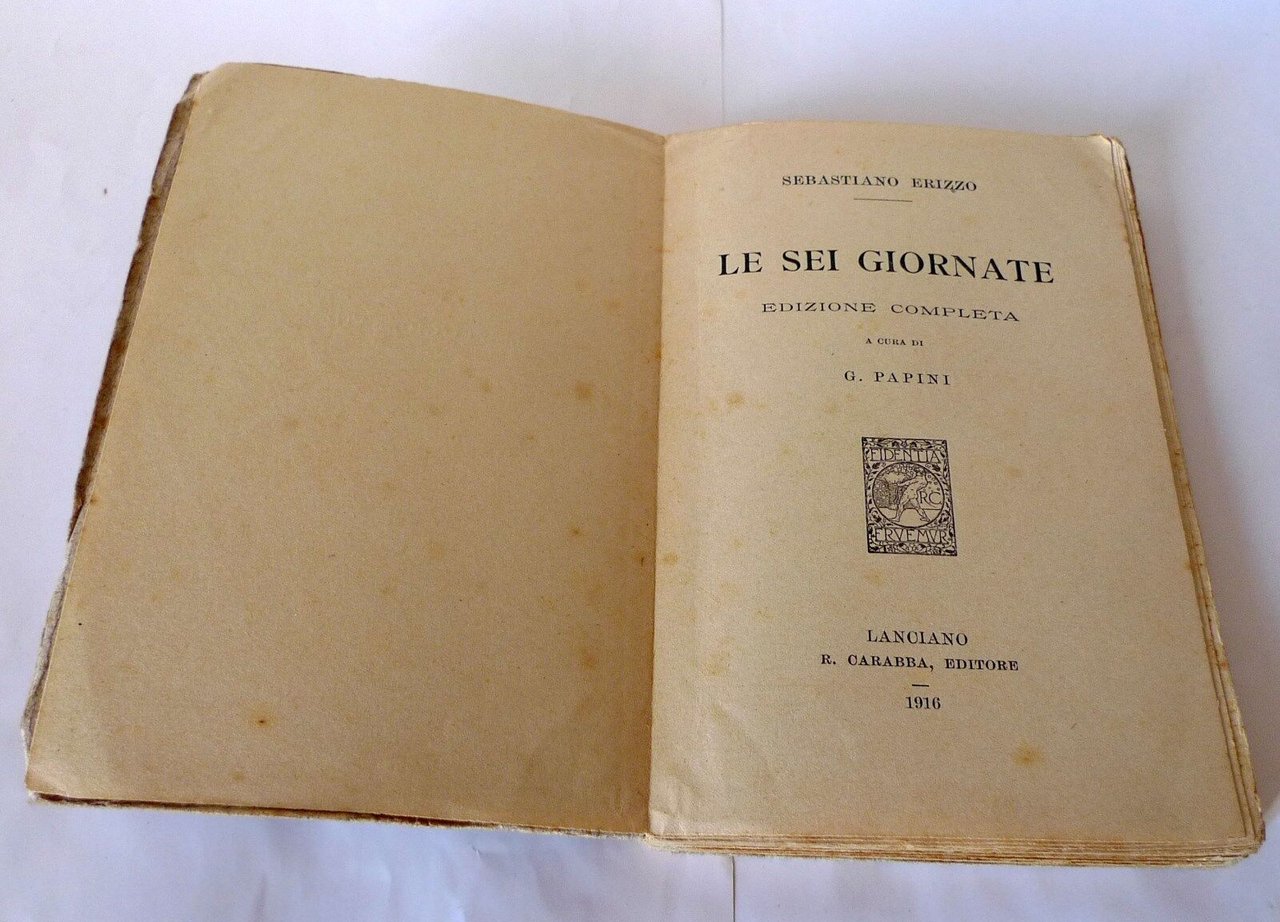 SEBASTIANO ERIZZO
LE SEI GIORNATE
EDIZIONE COMPLETA
A CURA DI
G. PAPINI
FIDENTIA
RC
ERVEMVR
LANCIANO
R. CARABBA, EDITORE
1916